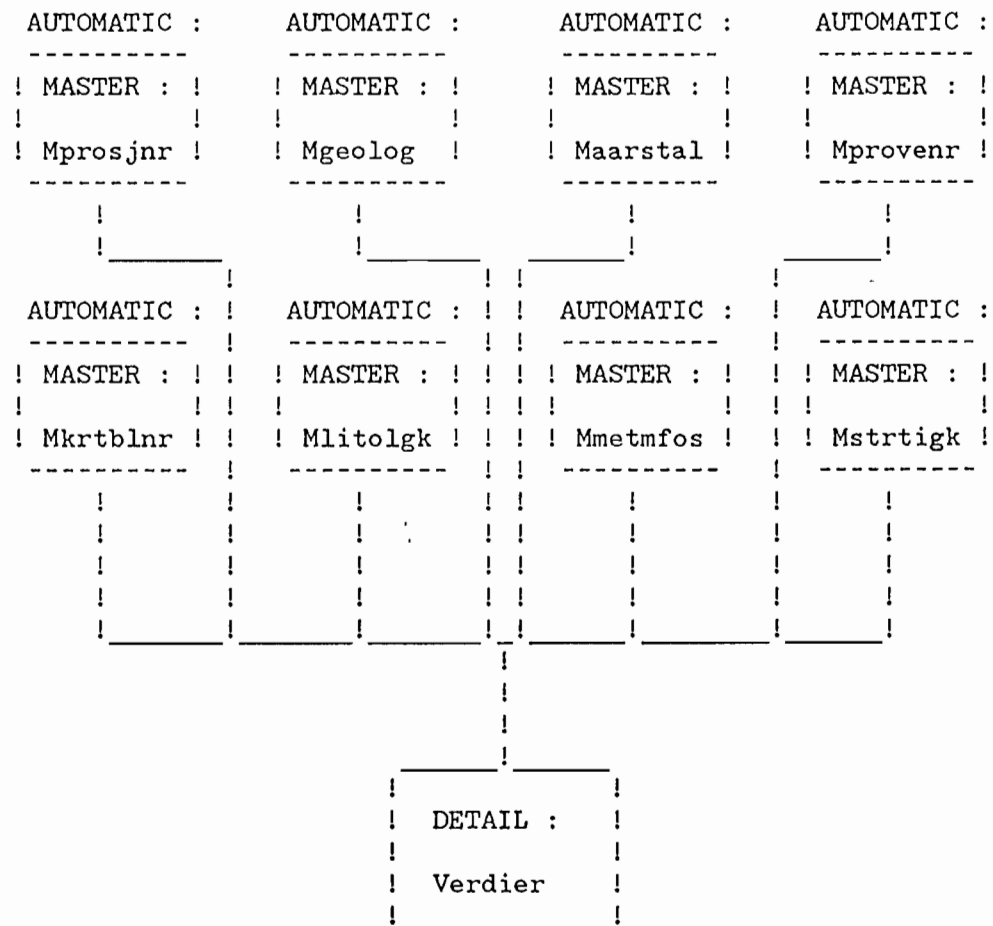 AUTOMATIC : AUTOMATIC : AUTOMATIC : AUTOMATIC :
MASTER : MASTER : MASTER : MASTER :
Mprosjnr Mgeolog Maarstal Mprovenr
AUTOMATIC : AUTOMATIC : AUTOMATIC : AUTOMATIC :
MASTER : MASTER : MASTER : MASTER :
Mkrtblnr Mlitolgk Mmetmfos Mstrtigk
DETAIL :
Verdier